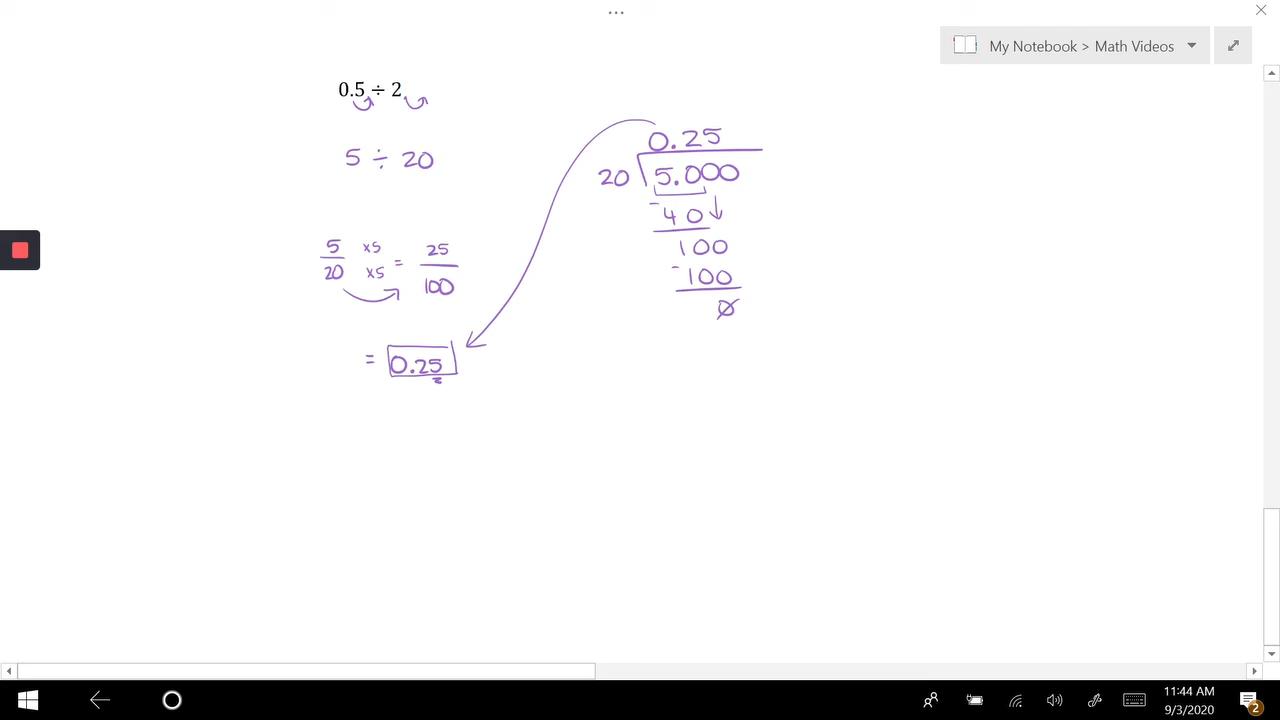 ...
My Notebook > Math Videos
0.5 ÷ 2
5 ÷ 20
0.25
20 5.000
- 40
100
- 100
0
5 x5 = 25
20 x5 100
= 0.25
11:44 AM
9/3/2020
2